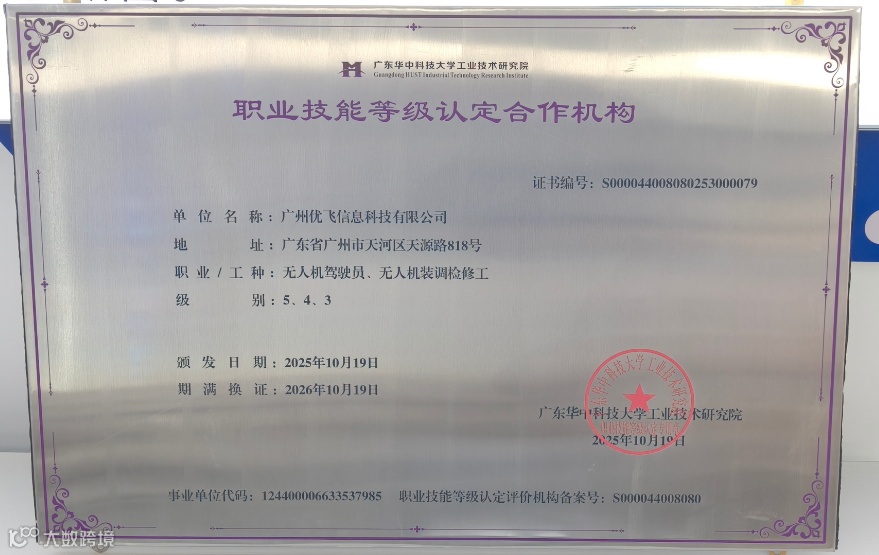 广东华中科技大学工业技术研究院
Guangdong HUST Industrial Technology Research Institute
职业技能等级认定合作机构
证书编号：S000044008080253000079
单位名称：广州优飞信息科技有限公司
地址：广东省广州市天河区天源路818号
职业/工种：无人机驾驶员、无人机装调检修工
级别：5、4、3
颁发日期：2025年10月19日
期满换证：2026年10月19日
广东华中科技大学工业技术研究院
2025年10月19日
事业单位代码：124400006633537985 职业技能等级认定评价机构备案号：S000044008080
大数跨境